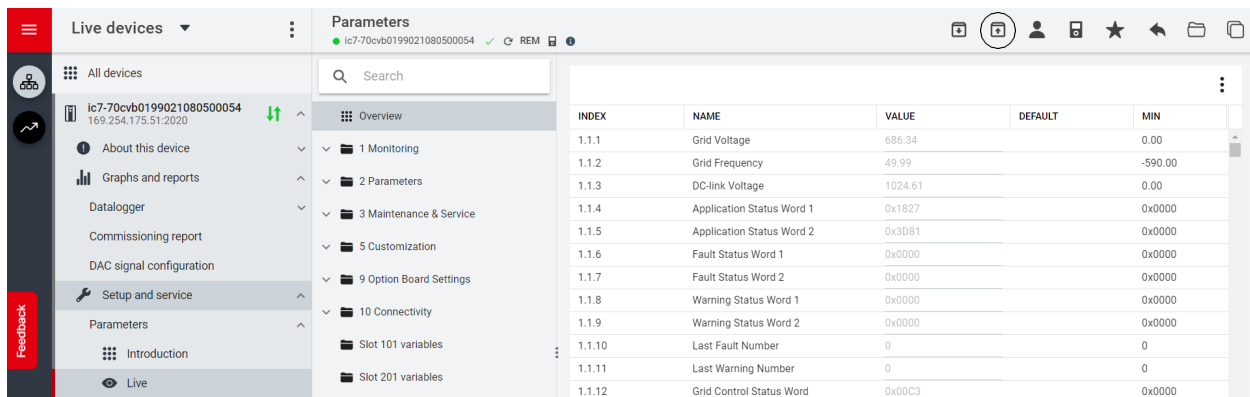 Live devices
Parameters
ic7-70cvb0199021080500054 REM
All devices
ic7-70cvb0199021080500054
169.254.175.51:2020
About this device
Graphs and reports
Datalogger
Commissioning report
DAC signal configuration
Setup and service
Parameters
Introduction
Live
Feedback
Search
Overview
1 Monitoring
2 Parameters
3 Maintenance & Service
5 Customization
9 Option Board Settings
10 Connectivity
Slot 101 variables
Slot 201 variables
INDEX NAME VALUE DEFAULT MIN
1.1.1 Grid Voltage 686.34 0.00
1.1.2 Grid Frequency 49.99 -590.00
1.1.3 DC-link Voltage 1024.61 0.00
1.1.4 Application Status Word 1 0x1827 0x0000
1.1.5 Application Status Word 2 0x3D81 0x0000
1.1.6 Fault Status Word 1 0x0000 0x0000
1.1.7 Fault Status Word 2 0x0000 0x0000
1.1.8 Warning Status Word 1 0x0000 0x0000
1.1.9 Warning Status Word 2 0x0000 0x0000
1.1.10 Last Fault Number 0 0
1.1.11 Last Warning Number 0 0
1.1.12 Grid Control Status Word 0x00C3 0x0000